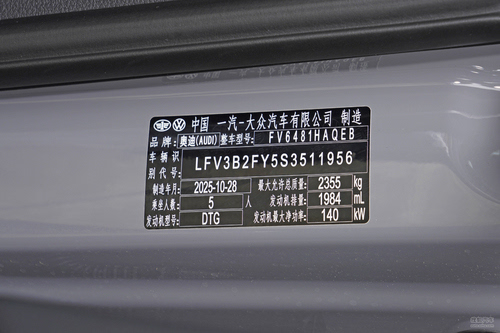 中国 一汽-大众汽车有限公司 制造
品牌: 奥迪(AUDI) 整车型号: FV6481HAQEB
车辆识别代号: LFV3B2FY5S3511956
制造年月 2025-10-28 最大允许总质量: 2355 kg
乘坐人数: 5 人 发动机排量: 1984 mL
发动机型号: DTG 发动机最大净功率: 140 kW